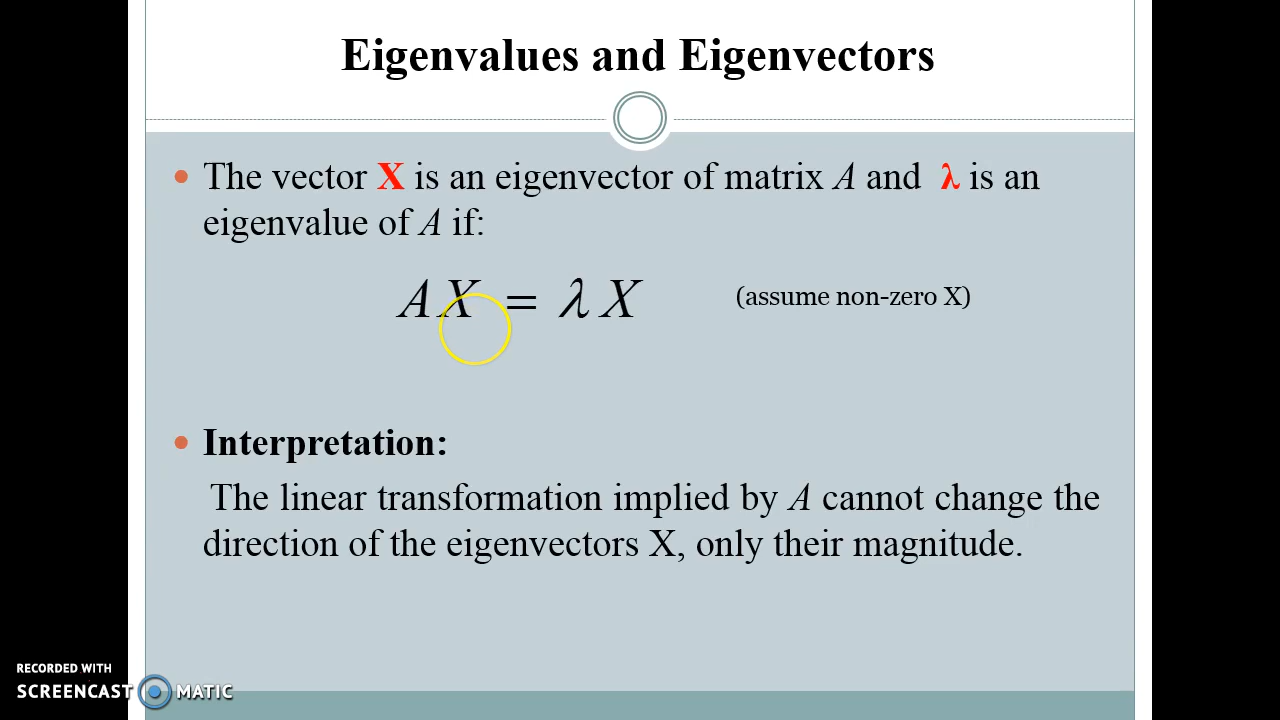 Eigenvalues and Eigenvectors
The vector X is an eigenvector of matrix A and λ is an
eigenvalue of A if:
A X = λ X (assume non-zero X)
Interpretation:
The linear transformation implied by A cannot change the
direction of the eigenvectors X, only their magnitude.
RECORDED WITH
SCREENCAST MATIC